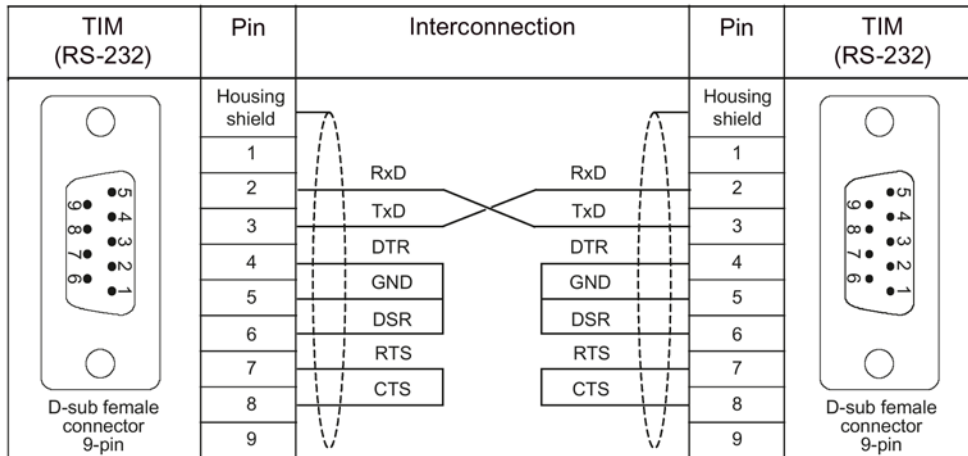 TIM
(RS-232)
Pin
Interconnection
Pin
TIM
(RS-232)
Housing
shield
Housing
shield
1
1
RxD
RxD
2
2
TxD
TxD
3
3
DTR
DTR
4
4
GND
GND
5
5
DSR
DSR
6
6
RTS
RTS
7
7
CTS
CTS
8
8
9
9
5
9
4
8
3
7
2
6
1
5
9
4
8
3
7
2
6
1
D-sub female
connector
9-pin
D-sub female
connector
9-pin